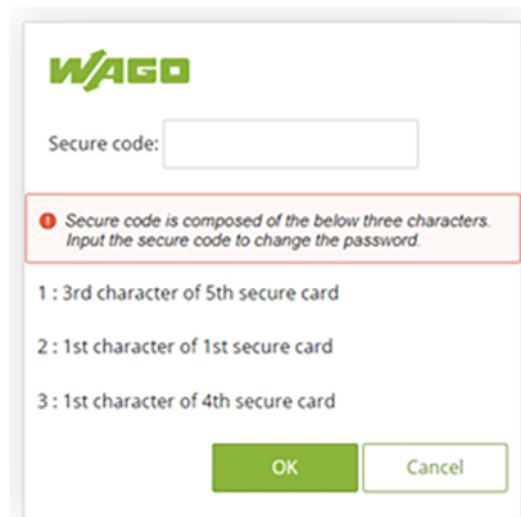 WAGO
Secure code:
Secure code is composed of the below three characters.
Input the secure code to change the password.
1 : 3rd character of 5th secure card
2 : 1st character of 1st secure card
3 : 1st character of 4th secure card
OK Cancel